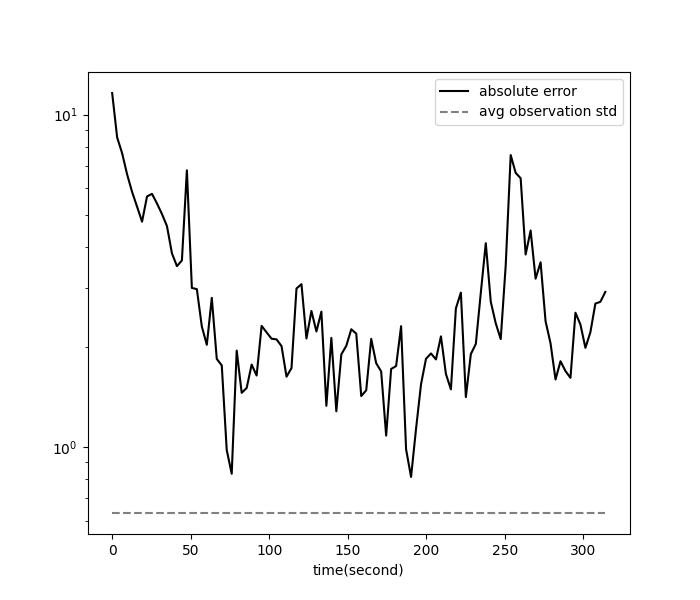 absolute error
avg observation std
10¹
10⁰
0 50 100 150 200 250 300
time(second)